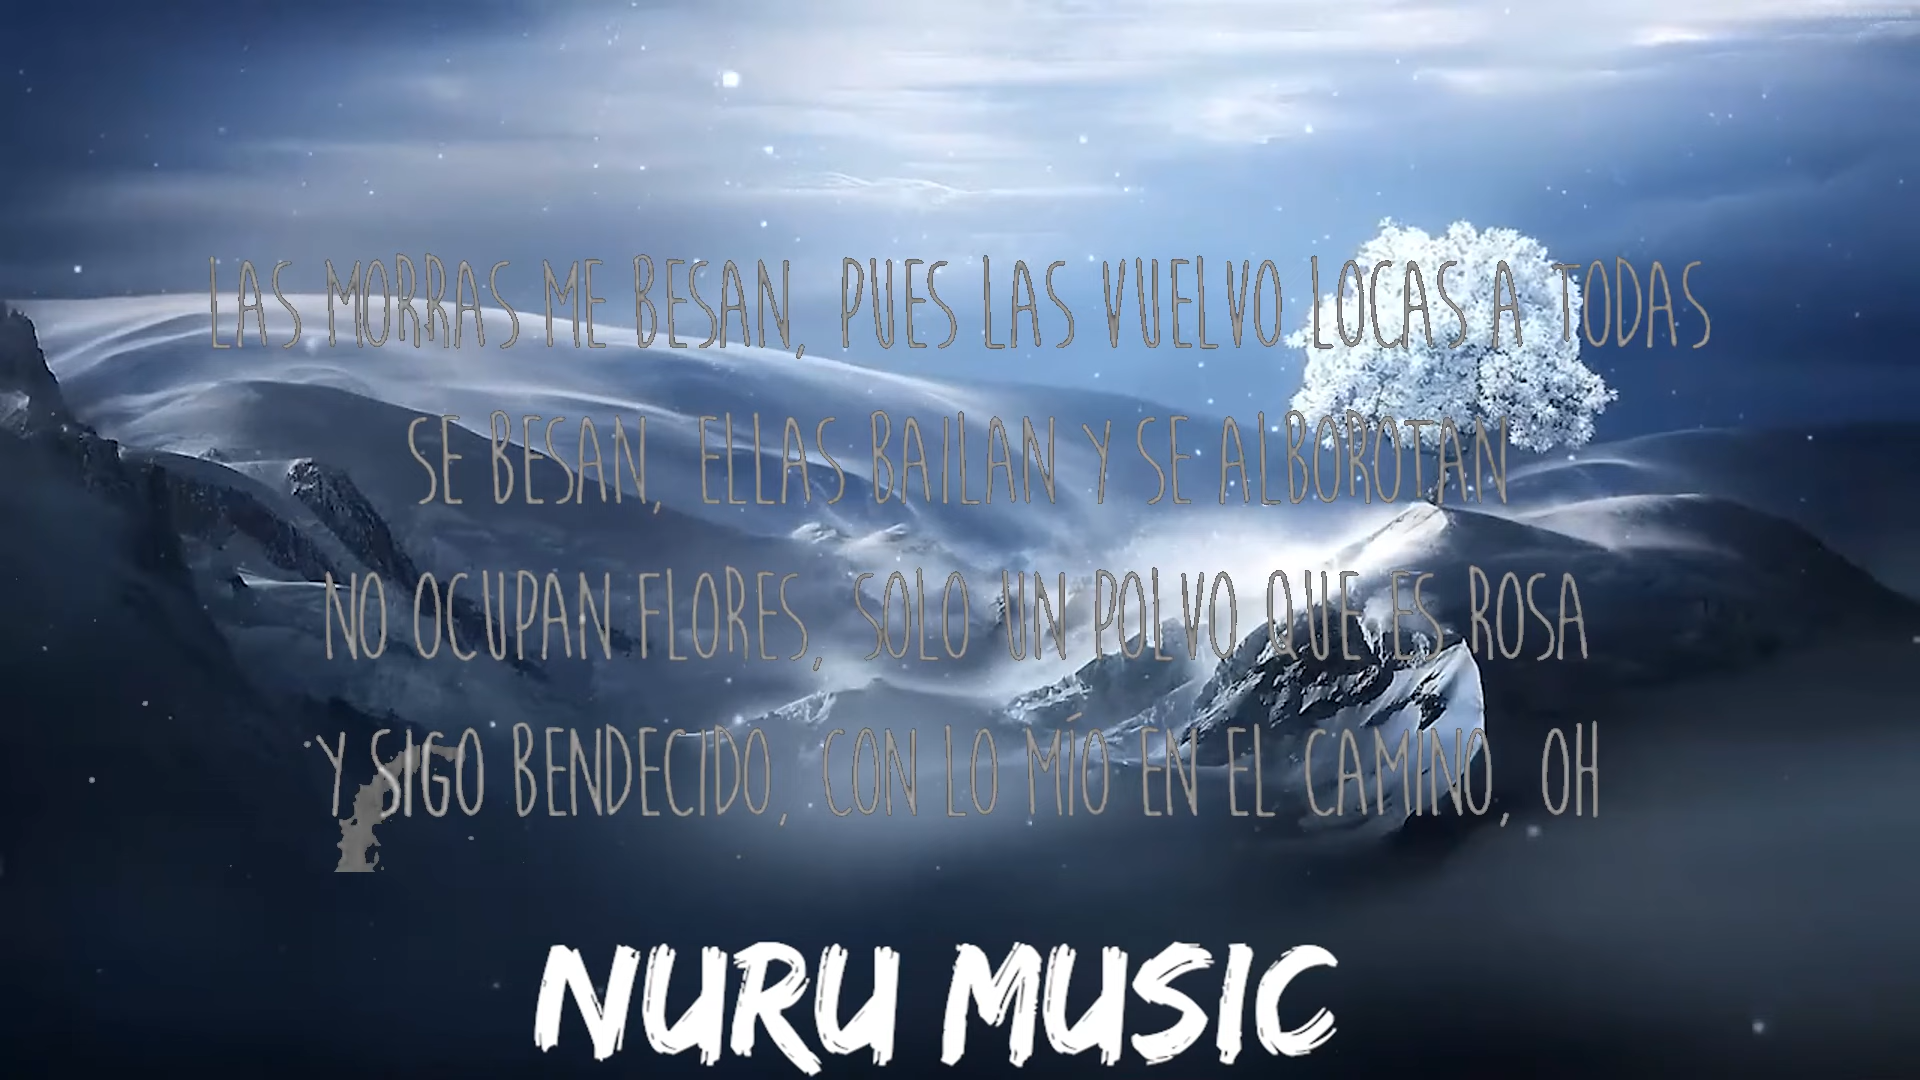 LAS MORRAS ME BESAN, PUES LAS VUELVO LOCAS A TODAS
SE BESAN, ELLAS BAILAN Y SE ALBOROTAN
NO OCUPAN FLORES, SOLO UN POLVO QUE ES ROSA
Y SIGO BENDECIDO, CON LO MÍO EN EL CAMINO, OH
NURU MUSIC